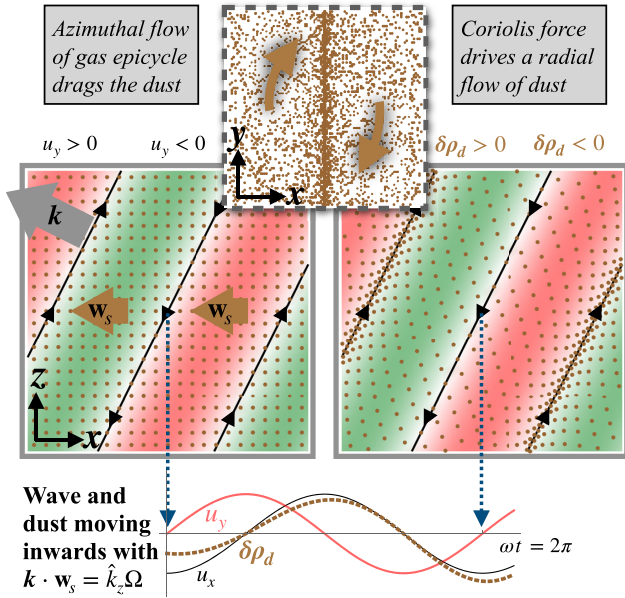 Azimuthal flow
of gas epicycle
drags the dust
Coriolis force
drives a radial
flow of dust
y
x
u_y > 0
u_y < 0
δρ_d > 0
δρ_d < 0
k
w_s
w_s
z
x
Wave and
dust moving
inwards with
k · w_s = k̂_zΩ
u_y
δρ_d
u_x
ωt = 2π